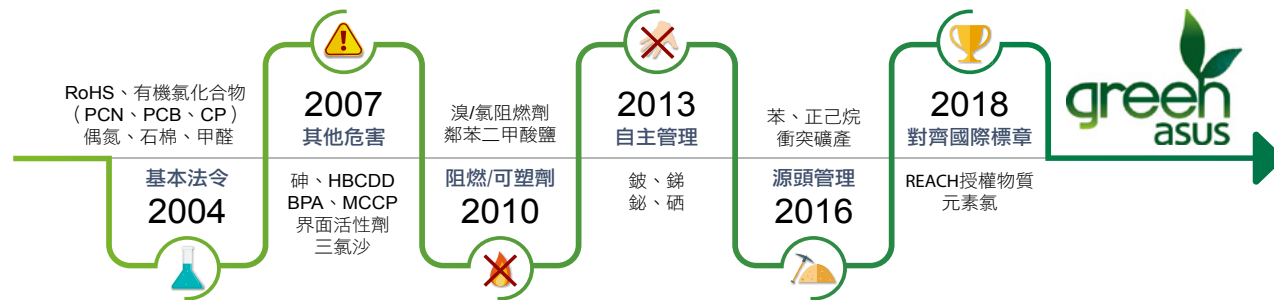 RoHS、有機氯化合物
（PCN、PCB、CP）
偶氮、石棉、甲醛
基本法令
2004
2007
其他危害
砷、HBCDD
BPA、MCCP
界面活性劑
三氯沙
溴/氯阻燃劑
鄰苯二甲酸鹽
阻燃/可塑劑
2010
2013
自主管理
鈹、銻
鉍、硒
苯、正己烷
衝突礦產
源頭管理
2016
2018
對齊國際標章
REACH授權物質
元素氯
green
asus